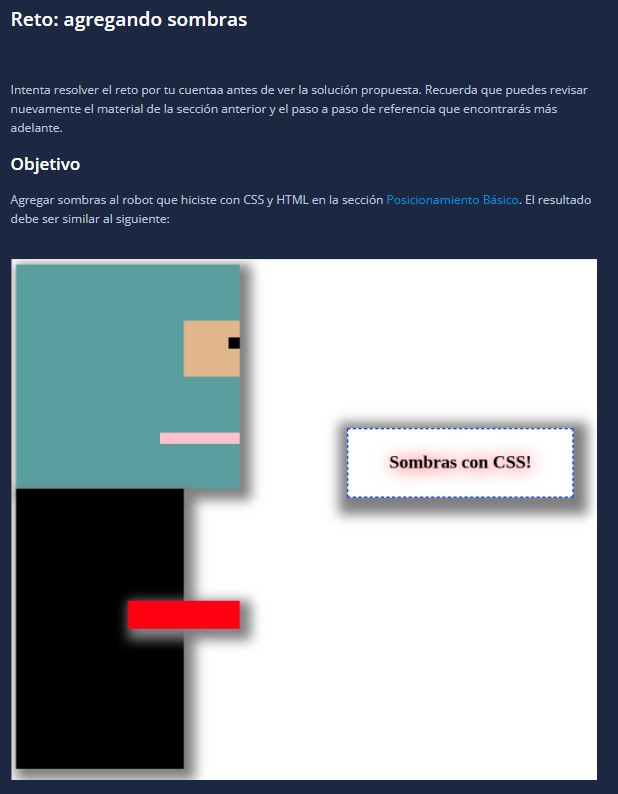 Reto: agregando sombras
Intenta resolver el reto por tu cuentaa antes de ver la solución propuesta. Recuerda que puedes revisar
nuevamente el material de la sección anterior y el paso a paso de referencia que encontrarás más
adelante.
Objetivo
Agregar sombras al robot que hiciste con CSS y HTML en la sección Posicionamiento Básico. El resultado
debe ser similar al siguiente:
Sombras con CSS!